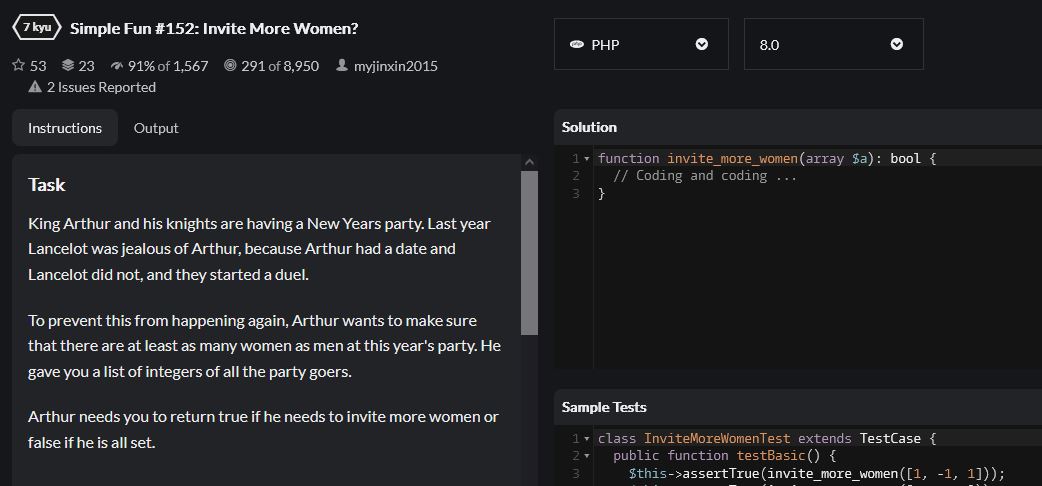 7 kyu Simple Fun #152: Invite More Women?
53 23 91% of 1,567 291 of 8,950 myjinxin2015
2 Issues Reported
Instructions Output
Task
King Arthur and his knights are having a New Years party. Last year
Lancelot was jealous of Arthur, because Arthur had a date and
Lancelot did not, and they started a duel.
To prevent this from happening again, Arthur wants to make sure
that there are at least as many women as men at this year's party. He
gave you a list of integers of all the party goers.
Arthur needs you to return true if he needs to invite more women or
false if he is all set.
PHP 8.0
Solution
1 function invite_more_women(array $a): bool {
2 // Coding and coding ...
3 }
Sample Tests
1 class InviteMoreWomenTest extends TestCase {
2 public function testBasic() {
3 $this->assertTrue(invite_more_women([1, -1, 1]));